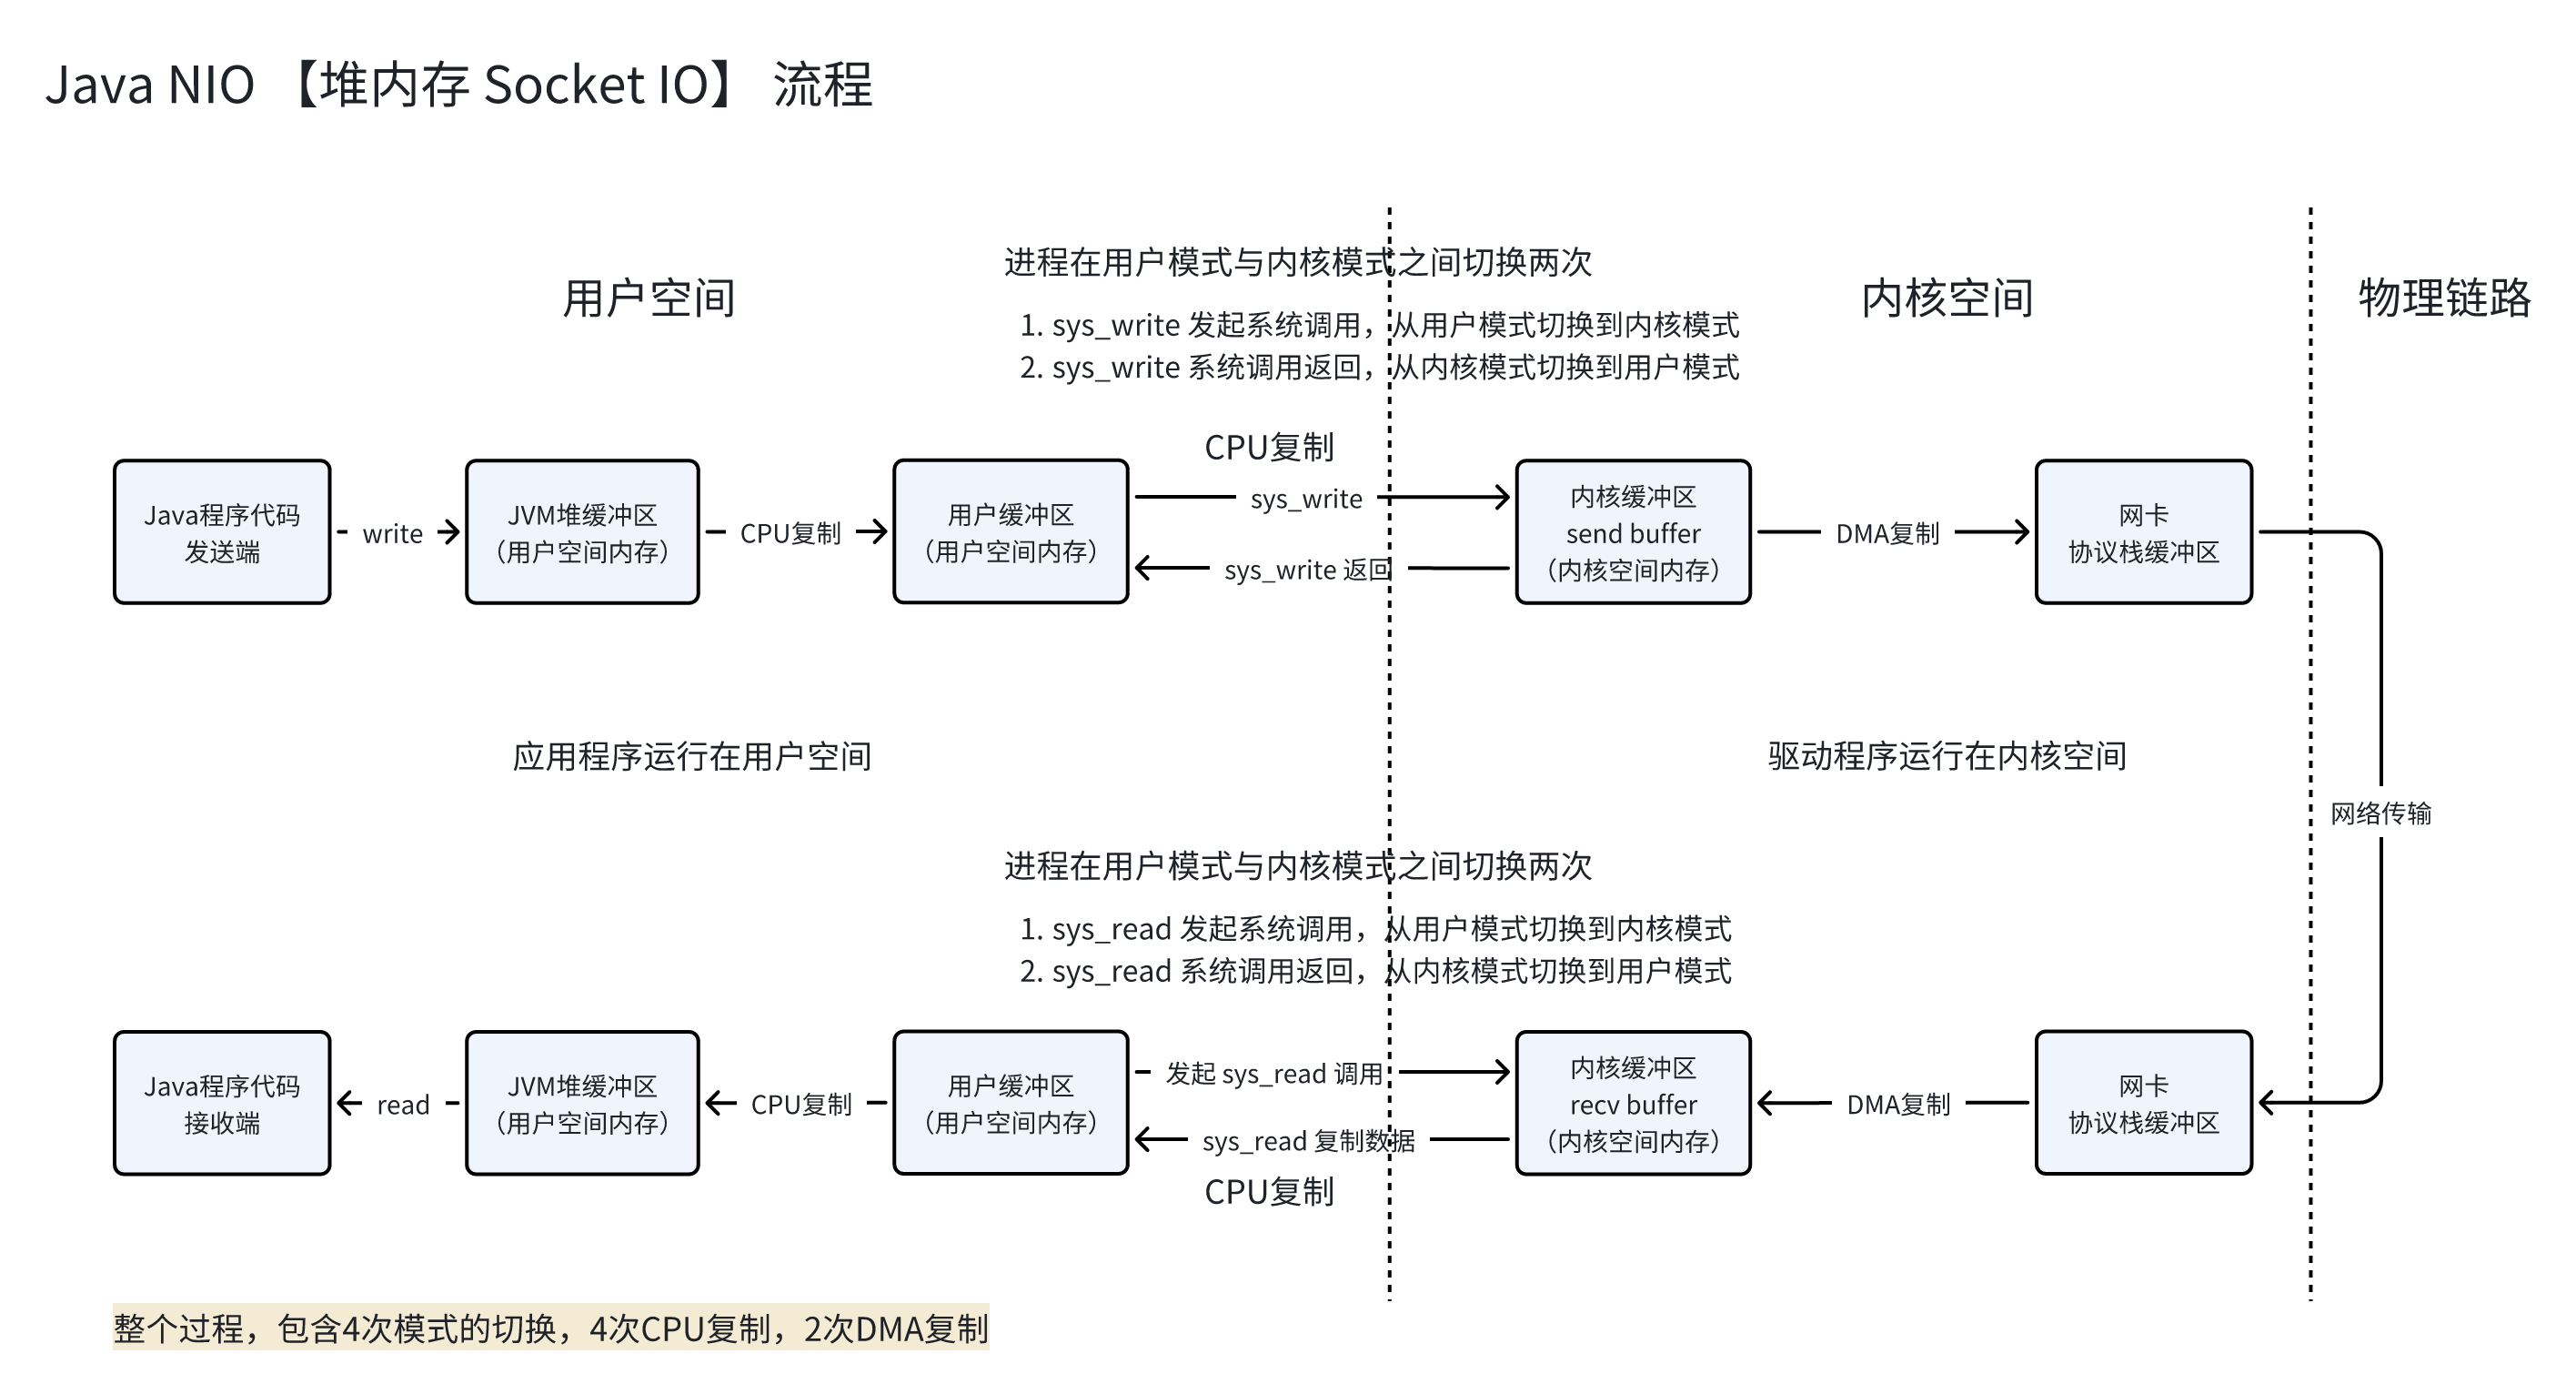 Java NIO 【堆内存 Socket IO】 流程
用户空间
进程在用户模式与内核模式之间切换两次
内核空间
物理链路
1. sys_write 发起系统调用，从用户模式切换到内核模式
2. sys_write 系统调用返回，从内核模式切换到用户模式
CPU复制
Java程序代码
发送端
write
JVM堆缓冲区
（用户空间内存）
CPU复制
用户缓冲区
（用户空间内存）
sys_write
sys_write 返回
内核缓冲区
send buffer
（内核空间内存）
DMA复制
网卡
协议栈缓冲区
应用程序运行在用户空间
驱动程序运行在内核空间
网络传输
进程在用户模式与内核模式之间切换两次
1. sys_read 发起系统调用，从用户模式切换到内核模式
2. sys_read 系统调用返回，从内核模式切换到用户模式
Java程序代码
接收端
read
JVM堆缓冲区
（用户空间内存）
CPU复制
用户缓冲区
（用户空间内存）
发起 sys_read 调用
sys_read 复制数据
CPU复制
内核缓冲区
recv buffer
（内核空间内存）
DMA复制
网卡
协议栈缓冲区
整个过程，包含4次模式的切换，4次CPU复制，2次DMA复制